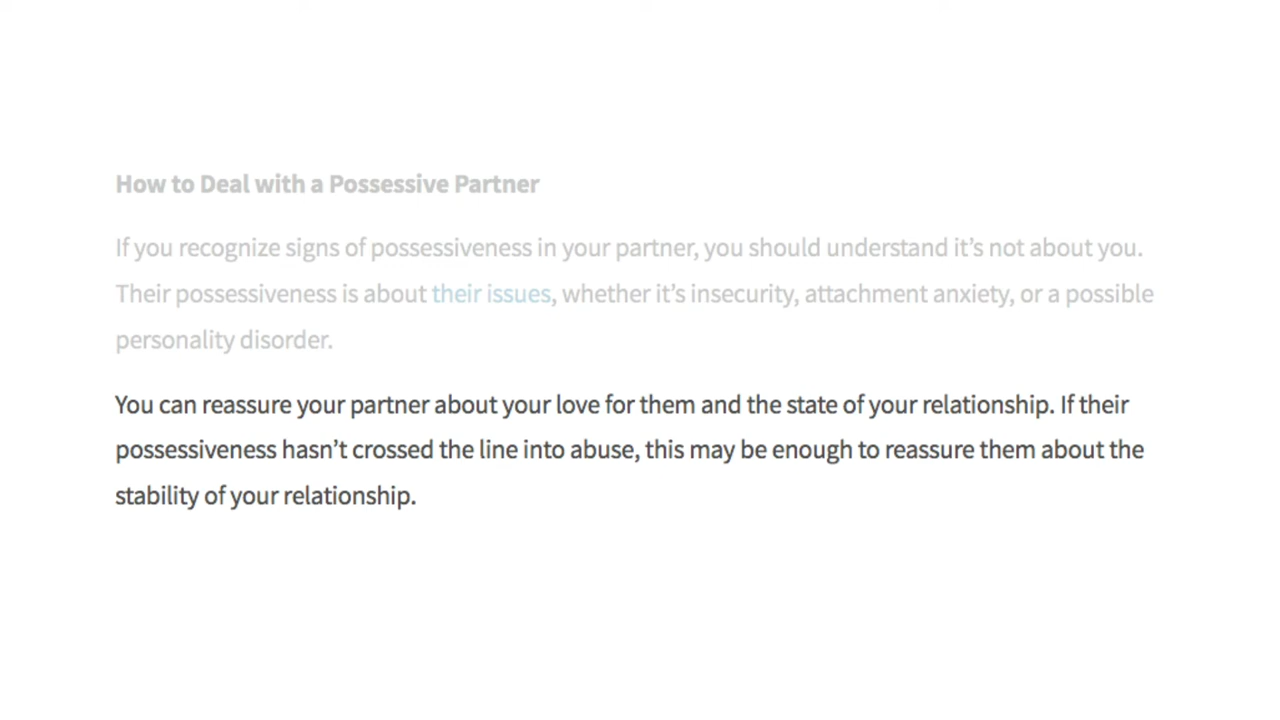 How to Deal with a Possessive Partner
If you recognize signs of possessiveness in your partner, you should understand it’s not about you.
Their possessiveness is about their issues, whether it’s insecurity, attachment anxiety, or a possible
personality disorder.
You can reassure your partner about your love for them and the state of your relationship. If their
possessiveness hasn’t crossed the line into abuse, this may be enough to reassure them about the
stability of your relationship.